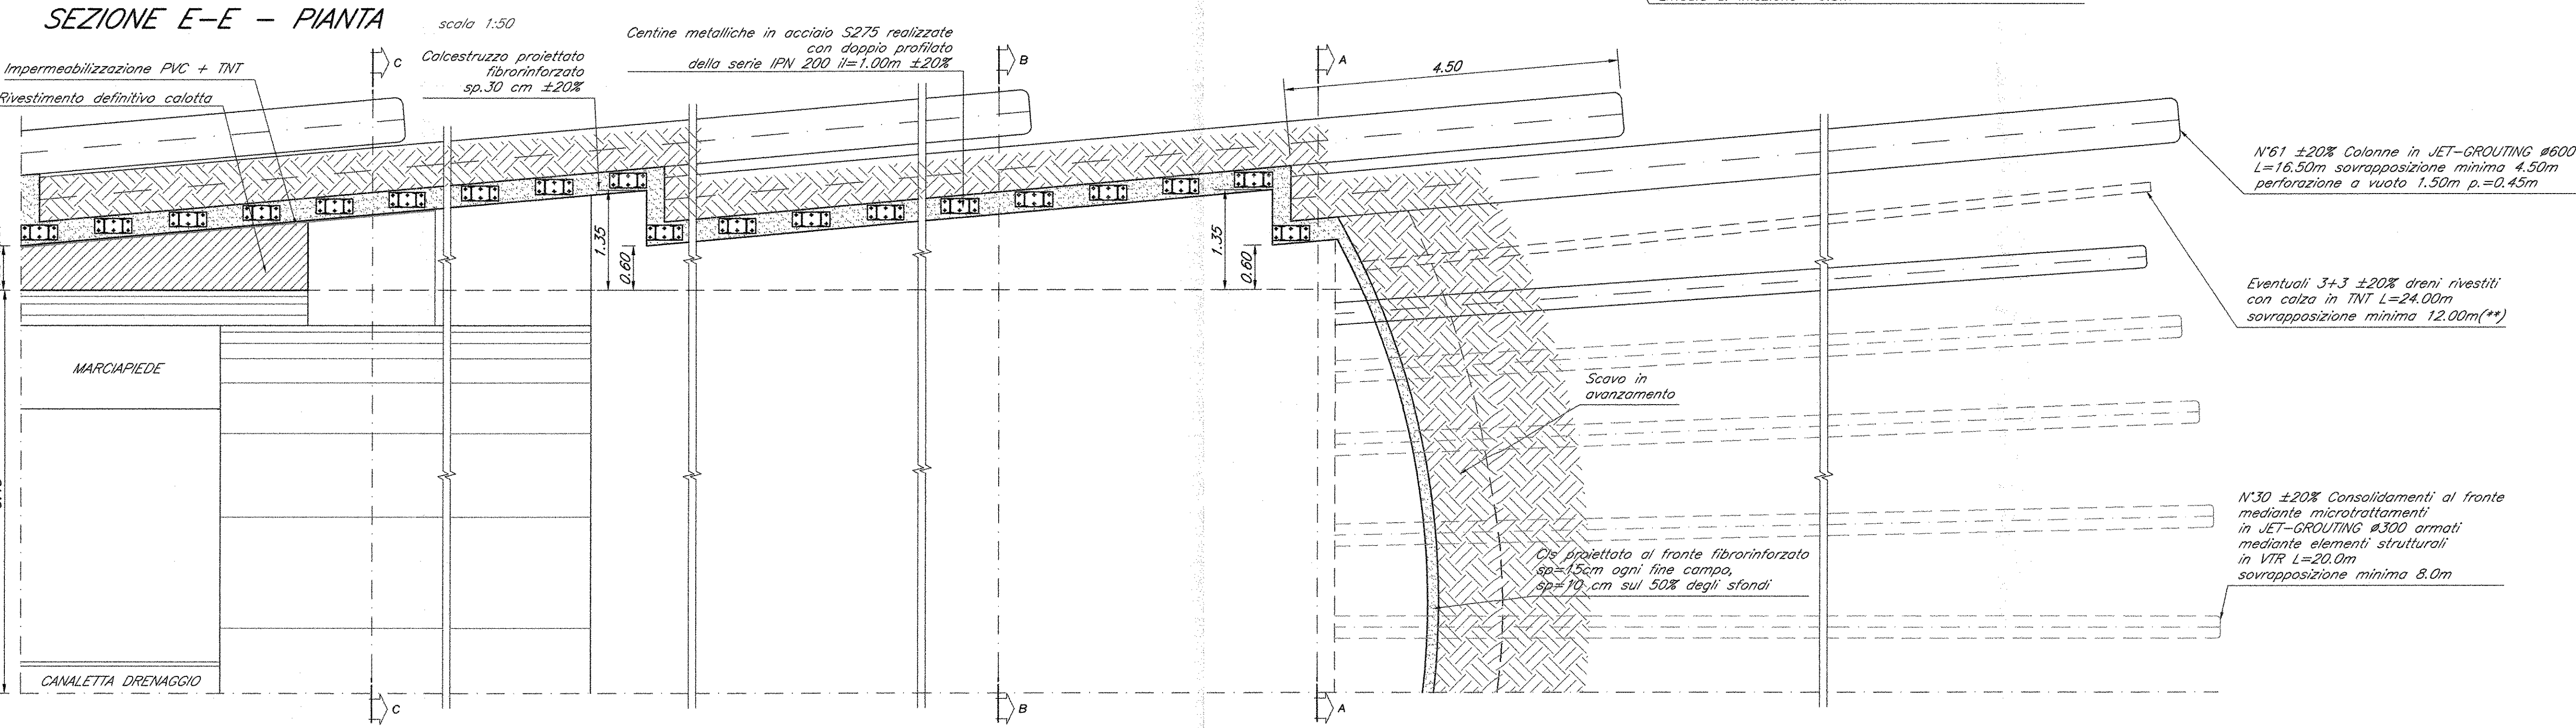 SEZIONE E-E - PIANTA
scala 1:50
Impermeabilizzazione PVC + TNT
Rivestimento definitivo calotta
C
Calcestruzzo proiettato
fibrorinforzato
sp.30 cm ±20%
Centine metalliche in acciaio S275 realizzate
con doppio profilato
della serie IPN 200 il=1.00m ±20%
B
A
4.50
N°61 ±20% Colonne in JET-GROUTING ø600
L=16.50m sovrapposizione minima 4.50m
perforazione a vuoto 1.50m p.=0.45m
1.35
0.60
1.35
0.60
Eventuali 3+3 ±20% dreni rivestiti
con calza in TNT L=24.00m
sovrapposizione minima 12.00m(**)
MARCIAPIEDE
Scavo in
avanzamento
N°30 ±20% Consolidamenti al fronte
mediante microtrattamenti
in JET-GROUTING ø300 armati
mediante elementi strutturali
in VTR L=20.0m
sovrapposizione minima 8.0m
Cls proiettato al fronte fibrorinforzato
sp=15cm ogni fine campo,
sp=10 cm sul 50% degli sfondi
CANALETTA DRENAGGIO
C
B
A